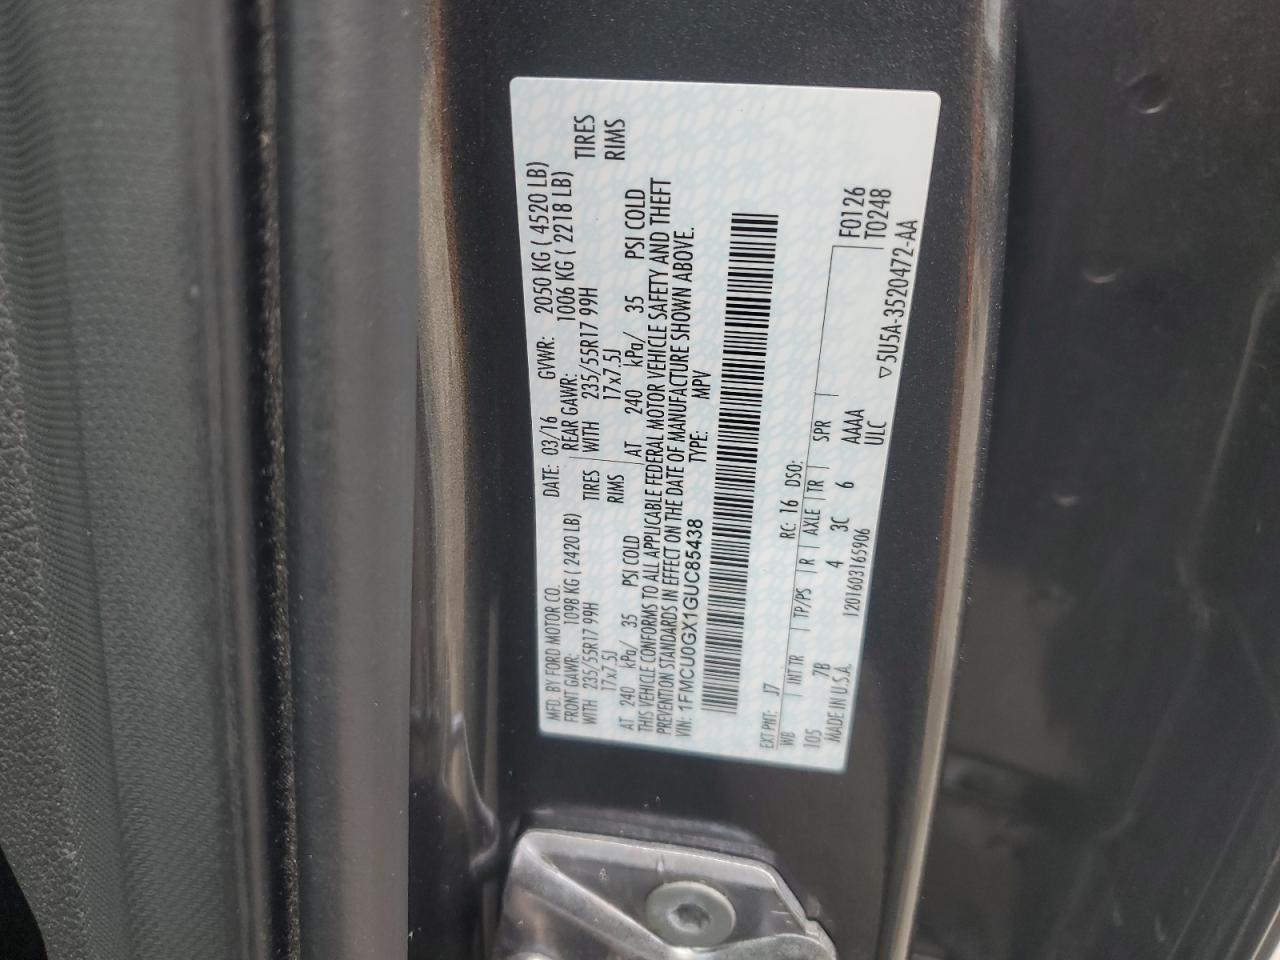 MFD. BY FORD MOTOR CO.
DATE: 03/16 GVWR: 2050 KG ( 4520 LB)
FRONT GAWR: 1098 KG ( 2420 LB) REAR GAWR: 1006 KG ( 2218 LB)
WITH 235/55R17 99H TIRES WITH 235/55R17 99H TIRES
17x7.5J RIMS 17x7.5J RIMS
AT 240 kPa/ 35 PSI COLD AT 240 kPa/ 35 PSI COLD
THIS VEHICLE CONFORMS TO ALL APPLICABLE FEDERAL MOTOR VEHICLE SAFETY AND THEFT
PREVENTION STANDARDS IN EFFECT ON THE DATE OF MANUFACTURE SHOWN ABOVE.
VIN: 1FMCU0GX1GUC85438 TYPE: MPV
EXT PNT: J7 RC: 16 DSO:
WB INT TR TP/PS R AXLE TR SPR F0126
105 7B 4 3C 6 AAAA T0248
MADE IN U.S.A. 1201603165906 ULC
▽5U5A-3520472-AA